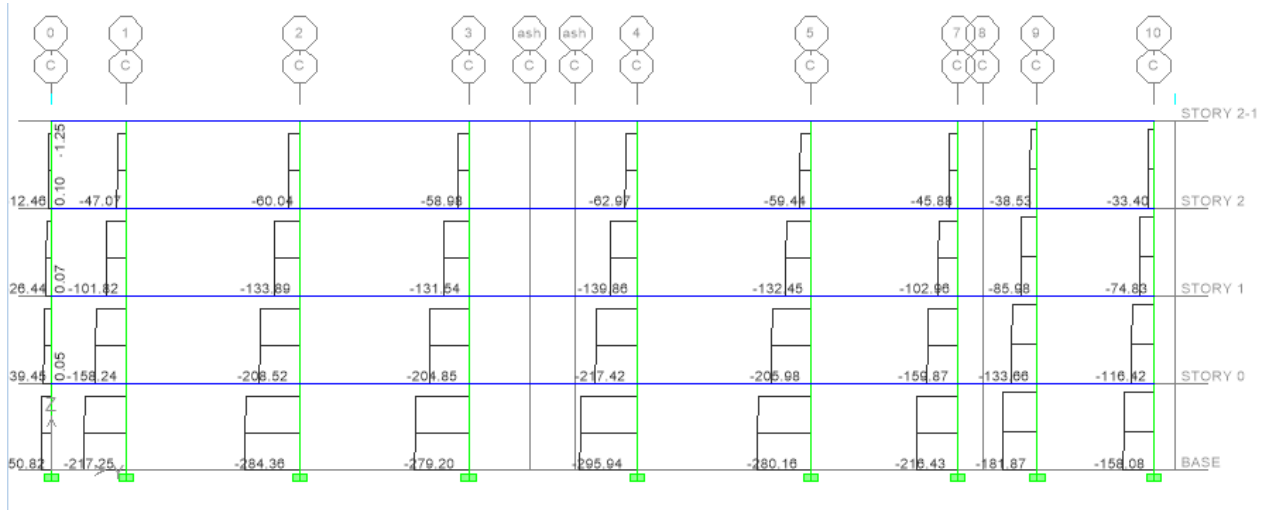 0 1 2 3 ash ash 4 5 7 8 9 10
C C C C C C C C C C C C
STORY 2-1
-1.25
0.10
12.46 -47.07 -60.04 -58.98 -62.97 -59.44 -45.88 -38.53 -33.40 STORY 2
0.07
26.44 -101.82 -133.89 -131.54 -139.86 -132.45 -102.96 -85.98 -74.83 STORY 1
0.05
39.45 -158.24 -208.52 -204.85 -217.42 -205.98 -159.87 -133.66 -116.42 STORY 0
Z
50.82 -217.25 -284.36 -279.20 -295.94 -280.16 -216.43 -181.87 -158.08 BASE